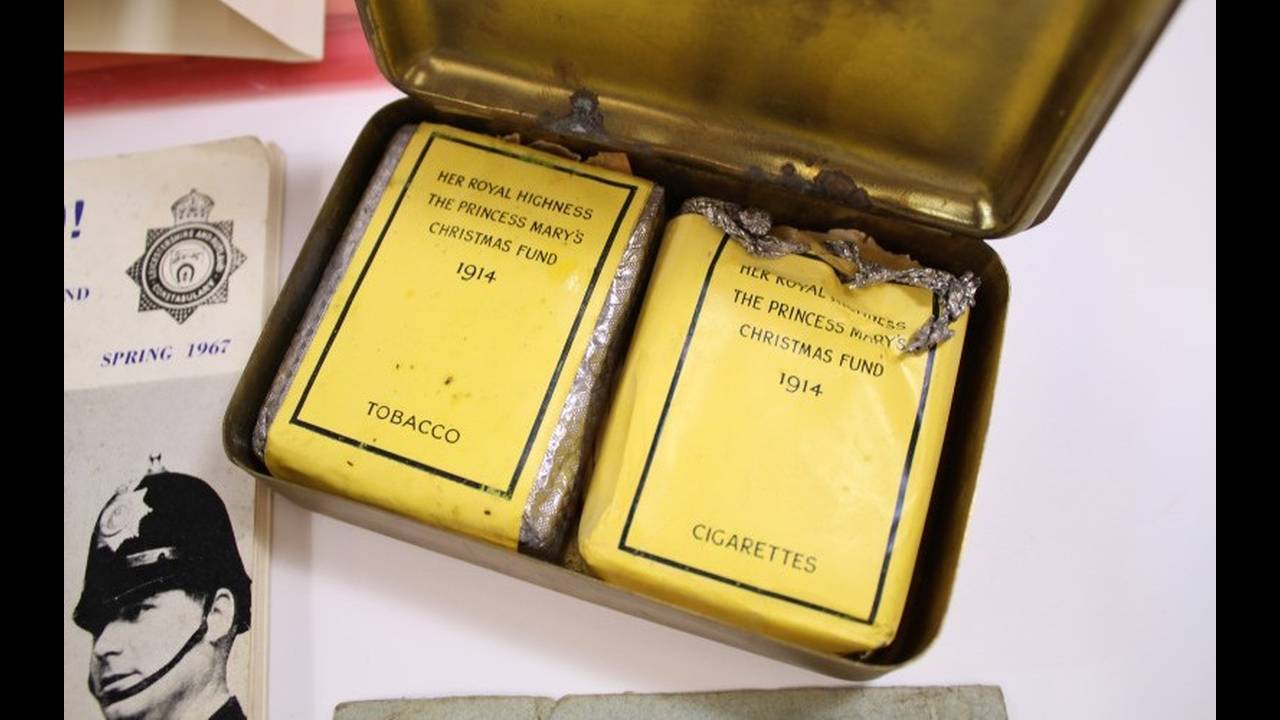 !
ND
CONSTABULARY
SPRING 1967
HER ROYAL HIGHNESS
THE PRINCESS MARY'S
CHRISTMAS FUND
1914
TOBACCO
HER ROYAL HIGHNESS
THE PRINCESS MARY'S
CHRISTMAS FUND
1914
CIGARETTES